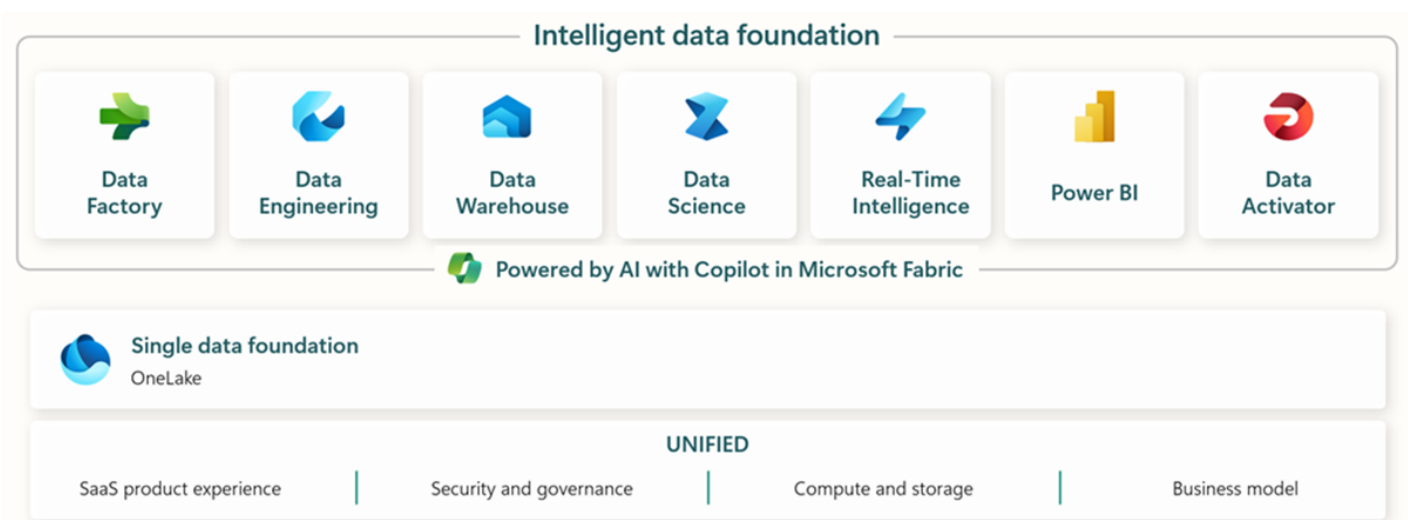 Intelligent data foundation
Data
Factory
Data
Engineering
Data
Warehouse
Data
Science
Real-Time
Intelligence
Power BI
Data
Activator
Powered by AI with Copilot in Microsoft Fabric
Single data foundation
OneLake
UNIFIED
SaaS product experience
Security and governance
Compute and storage
Business model